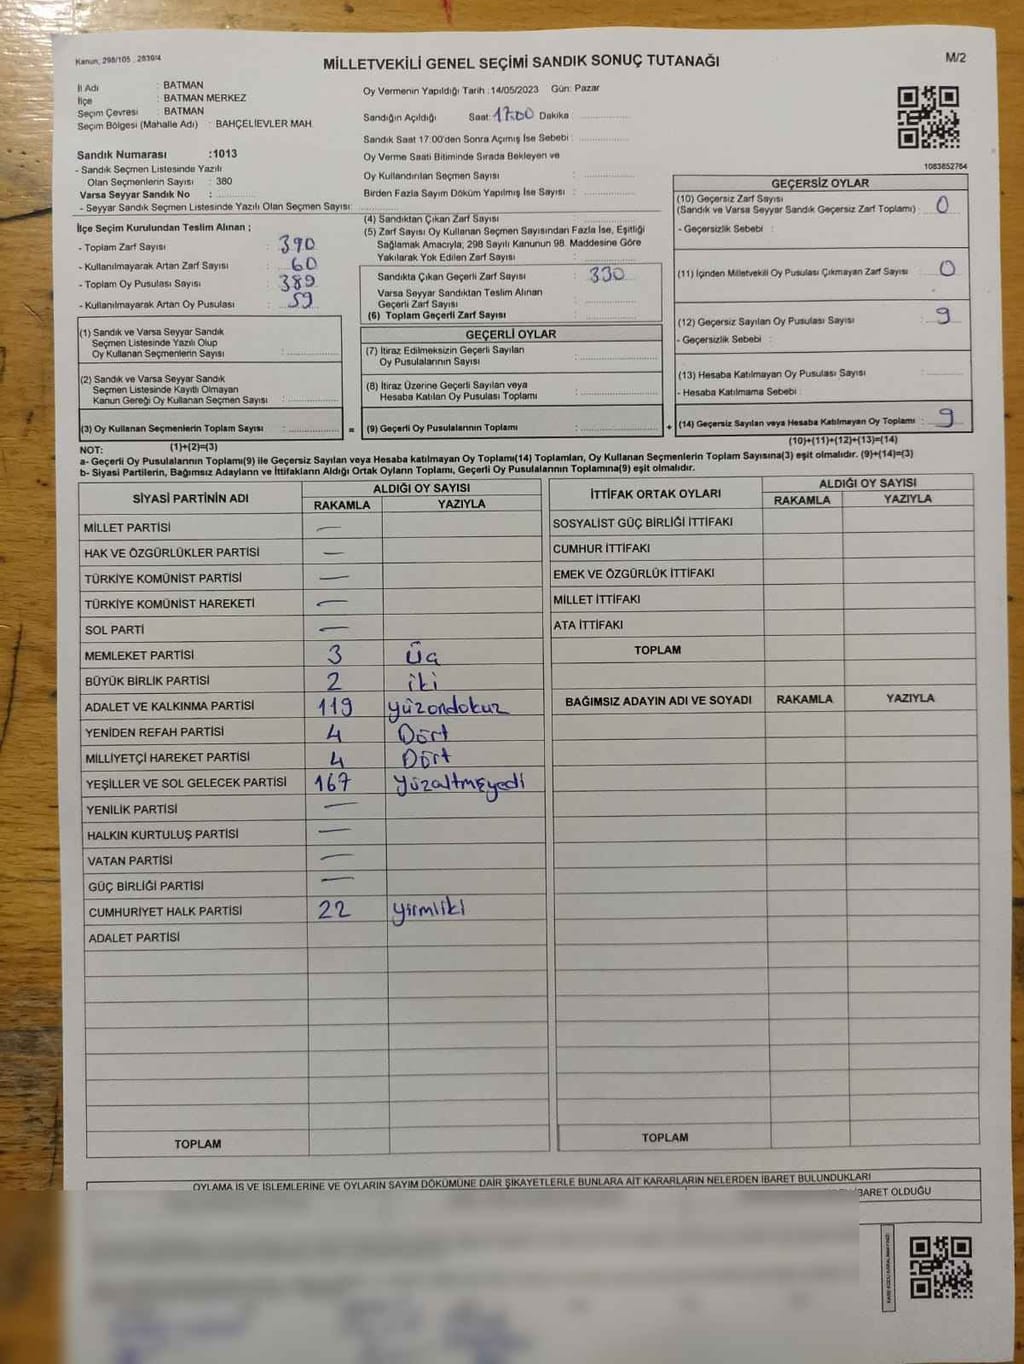 Kanun, 298/105 , 2839/4
MİLLETVEKİLİ GENEL SEÇİMİ SANDIK SONUÇ TUTANAĞI
M/2
İl Adı : BATMAN
İlçe : BATMAN MERKEZ
Seçim Çevresi : BATMAN
Seçim Bölgesi (Mahalle Adı) : BAHÇELİEVLER MAH.
Sandık Numarası :1013
- Sandık Seçmen Listesinde Yazılı
Olan Seçmenlerin Sayısı : 380
Varsa Seyyar Sandık No :
- Seyyar Sandık Seçmen Listesinde Yazılı Olan Seçmen Sayısı:
Oy Vermenin Yapıldığı Tarih :14/05/2023 Gün: Pazar
Sandığın Açıldığı Saat: 17:00 Dakika
Sandık Saat 17:00'den Sonra Açımış İse Sebebi :
Oy Verme Saati Bitiminde Sırada Bekleyen ve
Oy Kullandırılan Seçmen Sayısı :
Birden Fazla Sayım Döküm Yapılmış İse Sayısı :
1083852764
İlçe Seçim Kurulundan Teslim Alınan ;
- Toplam Zarf Sayısı : 390
- Kullanılmayarak Artan Zarf Sayısı : 60
- Toplam Oy Pusulası Sayısı : 389
- Kullanılmayarak Artan Oy Pusulası : 59
(1) Sandık ve Varsa Seyyar Sandık
Seçmen Listesinde Yazılı Olup
Oy Kullanan Seçmenlerin Sayısı :
(2) Sandık ve Varsa Seyyar Sandık
Seçmen Listesinde Kayıtlı Olmayan
Kanun Gereği Oy Kullanan Seçmen Sayısı :
(3) Oy Kullanan Seçmenlerin Toplam Sayısı :
(4) Sandıktan Çıkan Zarf Sayısı :
(5) Zarf Sayısı Oy Kullanan Seçmen Sayısından Fazla İse, Eşitliği
Sağlamak Amacıyla, 298 Sayılı Kanunun 98. Maddesine Göre
Yakılarak Yok Edilen Zarf Sayısı :
Sandıkta Çıkan Geçerli Zarf Sayısı : 330
Varsa Seyyar Sandıktan Teslim Alınan
Geçerli Zarf Sayısı :
(6) Toplam Geçerli Zarf Sayısı :
GEÇERLİ OYLAR
(7) İtiraz Edilmeksizin Geçerli Sayılan
Oy Pusulalarının Sayısı :
(8) İtiraz Üzerine Geçerli Sayılan veya
Hesaba Katılan Oy Pusulası Toplamı :
= (9) Geçerli Oy Pusulalarının Toplamı :
GEÇERSİZ OYLAR
(10) Geçersiz Zarf Sayısı
(Sandık ve Varsa Seyyar Sandık Geçersiz Zarf Toplamı) : 0
- Geçersizlik Sebebi :
(11) İçinden Milletvekili Oy Pusulası Çıkmayan Zarf Sayısı : 0
(12) Geçersiz Sayılan Oy Pusulası Sayısı : 9
- Geçersizlik Sebebi :
(13) Hesaba Katılmayan Oy Pusulası Sayısı :
- Hesaba Katılmama Sebebi :
+ (14) Geçersiz Sayılan veya Hesaba Katılmayan Oy Toplamı : 9
NOT: (1)+(2)=(3)
(10)+(11)+(12)+(13)=(14)
a- Geçerli Oy Pusulalarının Toplamı(9) ile Geçersiz Sayılan veya Hesaba katılmayan Oy Toplamı(14) Toplamları, Oy Kullanan Seçmenlerin Toplam Sayısına(3) eşit olmalıdır. (9)+(14)=(3)
b- Siyasi Partilerin, Bağımsız Adayların ve İttifakların Aldığı Ortak Oyların Toplamı, Geçerli Oy Pusulalarının Toplamına(9) eşit olmalıdır.
SİYASİ PARTİNİN ADI
ALDIĞI OY SAYISI
RAKAMLA YAZIYLA
MİLLET PARTİSİ —
HAK VE ÖZGÜRLÜKLER PARTİSİ —
TÜRKİYE KOMÜNİST PARTİSİ —
TÜRKİYE KOMÜNİST HAREKETİ —
SOL PARTİ —
MEMLEKET PARTİSİ 3 Üç
BÜYÜK BİRLİK PARTİSİ 2 iki
ADALET VE KALKINMA PARTİSİ 119 yüzondokuz
YENİDEN REFAH PARTİSİ 4 Dört
MİLLİYETÇİ HAREKET PARTİSİ 4 Dört
YEŞİLLER VE SOL GELECEK PARTİSİ 167 Yüzaltmışyedi
YENİLİK PARTİSİ —
HALKIN KURTULUŞ PARTİSİ —
VATAN PARTİSİ —
GÜÇ BİRLİĞİ PARTİSİ —
CUMHURİYET HALK PARTİSİ 22 yirmiiki
ADALET PARTİSİ
TOPLAM
İTTİFAK ORTAK OYLARI
ALDIĞI OY SAYISI
RAKAMLA YAZIYLA
SOSYALİST GÜÇ BİRLİĞİ İTTİFAKI
CUMHUR İTTİFAKI
EMEK VE ÖZGÜRLÜK İTTİFAKI
MİLLET İTTİFAKI
ATA İTTİFAKI
TOPLAM
BAĞIMSIZ ADAYIN ADI VE SOYADI RAKAMLA YAZIYLA
TOPLAM
OYLAMA İŞ VE İŞLEMLERİNE VE OYLARIN SAYIM DÖKÜMÜNE DAİR ŞİKAYETLERLE BUNLARA AİT KARARLARIN NELERDEN İBARET BULUNDUKLARI
İBARET OLDUĞU